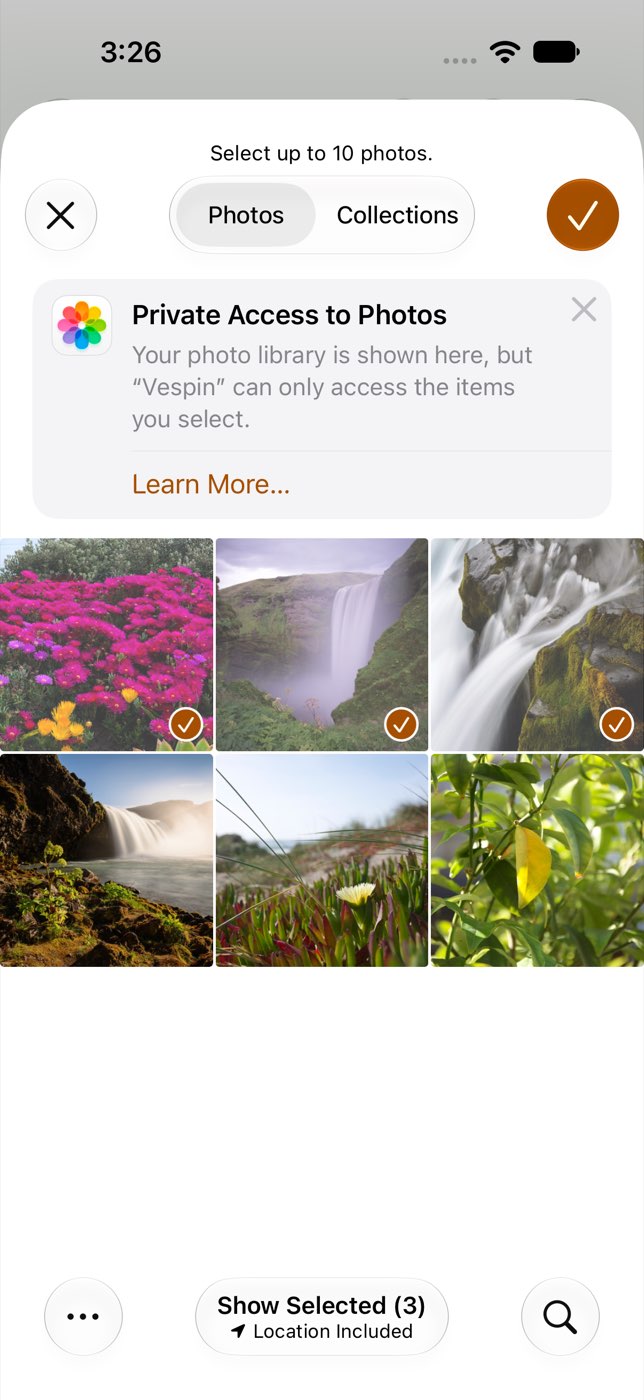 3:26
Select up to 10 photos.
Photos
Collections
Private Access to Photos
Your photo library is shown here, but
“Vespin” can only access the items
you select.
Learn More...
Show Selected (3)
Location Included